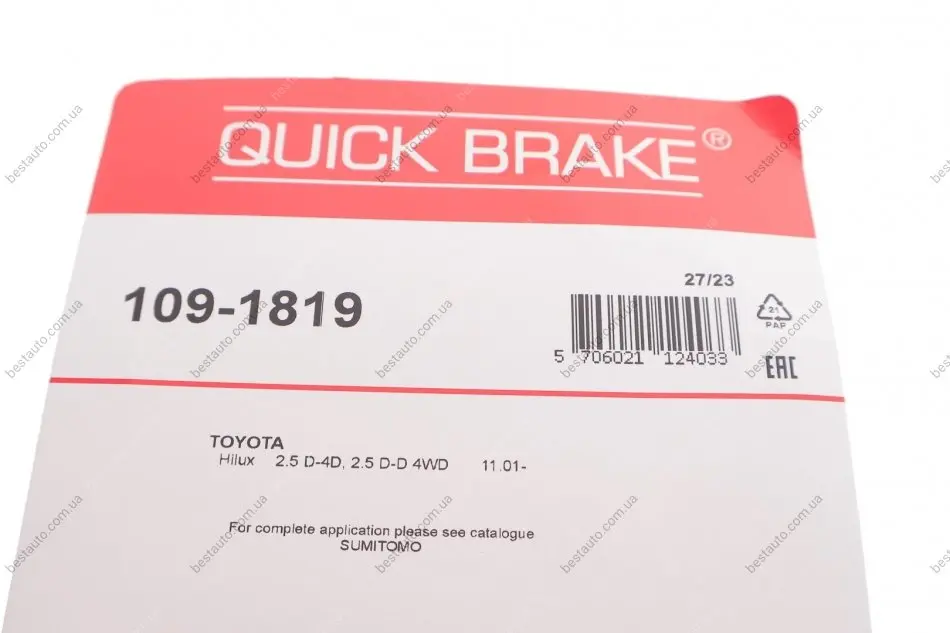 QUICK BRAKE®
109-1819
27/23
5 706021 124033
21
PAP
EAC
TOYOTA
Hilux 2.5 D-4D, 2.5 D-D 4WD 11.01-
For complete application please see catalogue
SUMITOMO
bestauto.com.ua